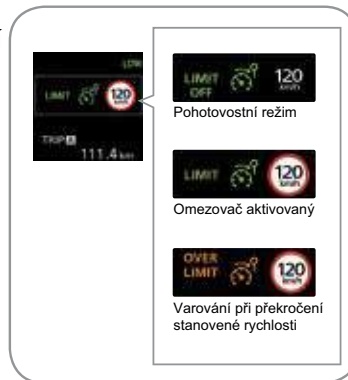 LOW
LIMIT 120 km/h
TRIP A
111.4 km
LIMIT OFF 120 km/h
Pohotovostní režim
LIMIT 120 km/h
Omezovač aktivovaný
OVER LIMIT 120 km/h
Varování při překročení
stanovené rychlosti